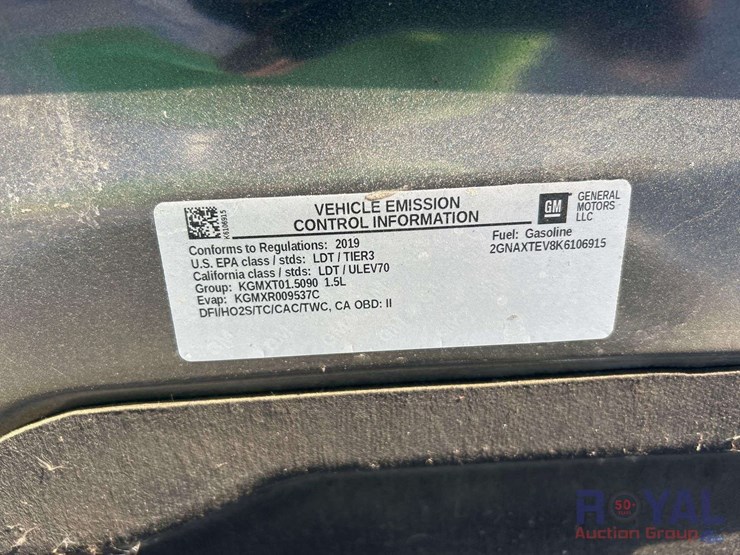 VEHICLE EMISSION
CONTROL INFORMATION
GM
GENERAL
MOTORS
LLC
K6106915
Conforms to Regulations: 2019
Fuel: Gasoline
U.S. EPA class / stds: LDT / TIER3
2GNAXTEV8K6106915
California class / stds: LDT / ULEV70
Group: KGMXT01.5090 1.5L
Evap: KGMXR009537C
DFI/HO2S/TC/CAC/TWC, CA OBD: II
ROYAL
50
Auction Group